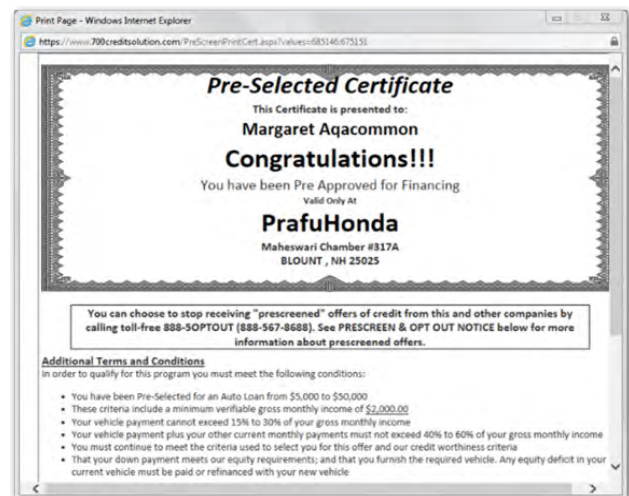 Print Page - Windows Internet Explorer
https://www.700creditsolution.com/PreScreenPrintCert.aspx?values=685146:675151
Pre-Selected Certificate
This Certificate is presented to:
Margaret Aqacommon
Congratulations!!!
You have been Pre Approved for Financing
Valid Only At
PrafuHonda
Maheswari Chamber #317A
BLOUNT , NH 25025
You can choose to stop receiving "prescreened" offers of credit from this and other companies by
calling toll-free 888-5OPTOUT (888-567-8688). See PRESCREEN & OPT OUT NOTICE below for more
information about prescreened offers.
Additional Terms and Conditions
In order to qualify for this program you must meet the following conditions:
• You have been Pre-Selected for an Auto Loan from $5,000 to $50,000
• These criteria include a minimum verifiable gross monthly income of $2,000.00
• Your vehicle payment cannot exceed 15% to 30% of your gross monthly income
• Your vehicle payment plus your other current monthly payments must not exceed 40% to 60% of your gross monthly income
• You must continue to meet the criteria used to select you for this offer and our credit worthiness criteria
• That your down payment meets our equity requirements; and that you furnish the required vehicle. Any equity deficit in your
current vehicle must be paid or refinanced with your new vehicle